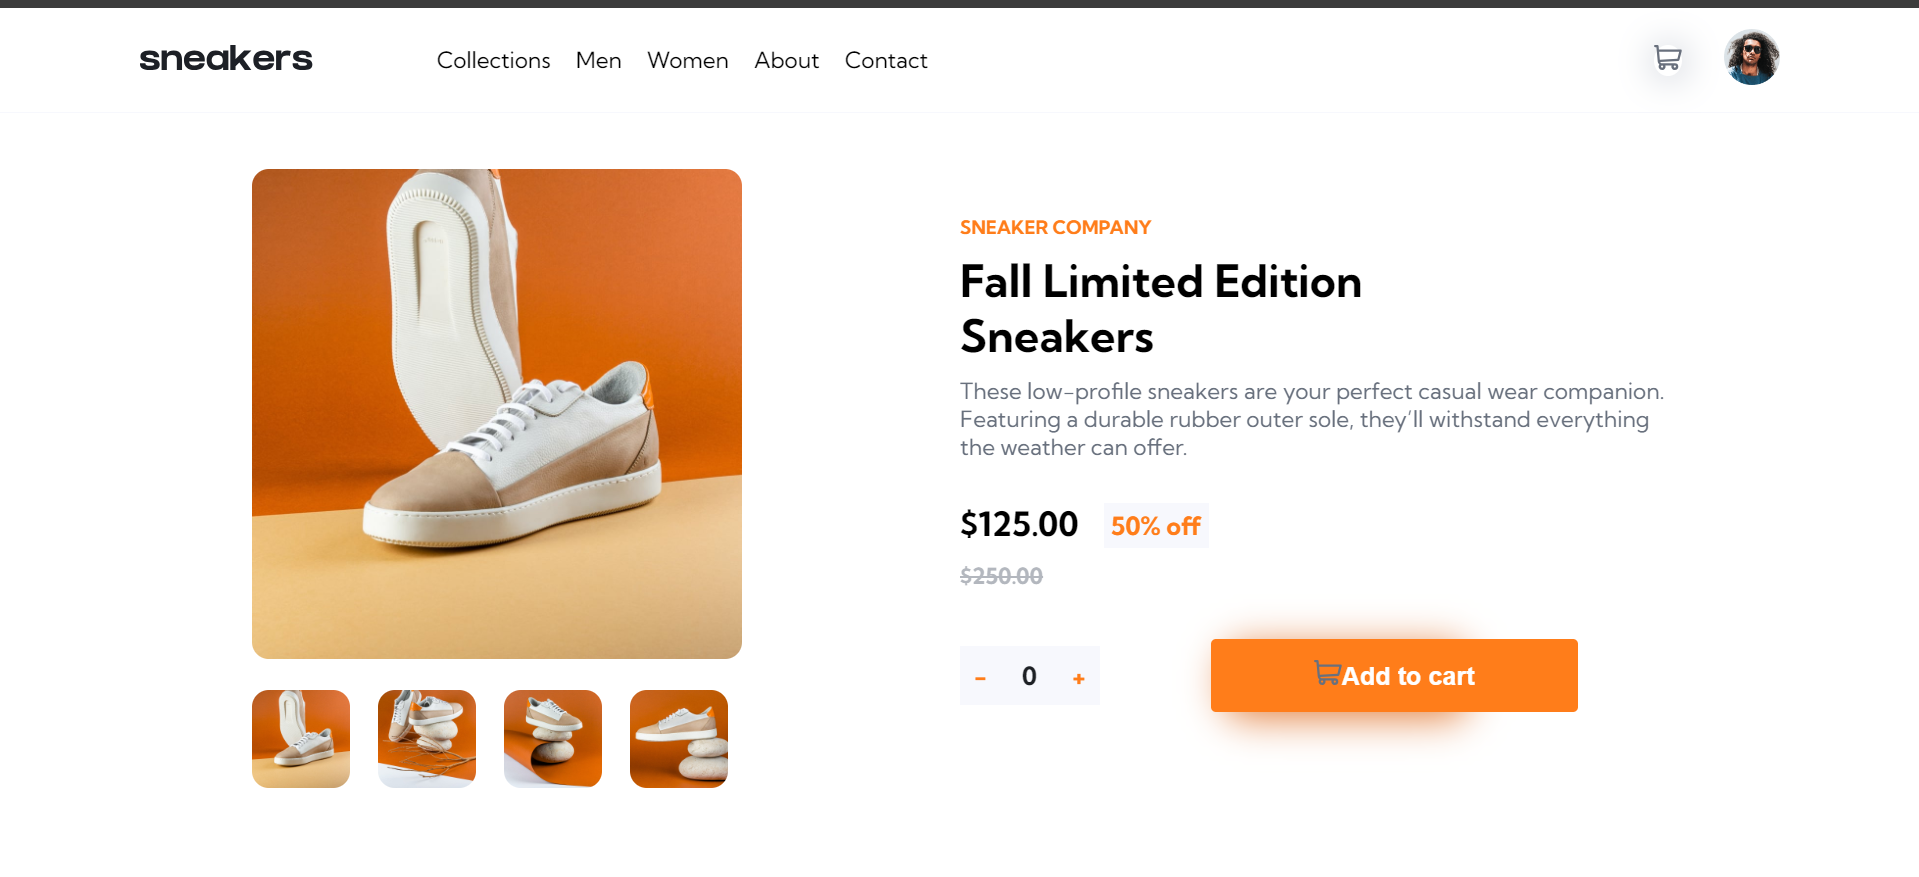 sneakers
Collections Men Women About Contact
SNEAKER COMPANY
Fall Limited Edition
Sneakers
These low-profile sneakers are your perfect casual wear companion.
Featuring a durable rubber outer sole, they’ll withstand everything
the weather can offer.
$125.00 50% off
$250.00
- 0 + Add to cart